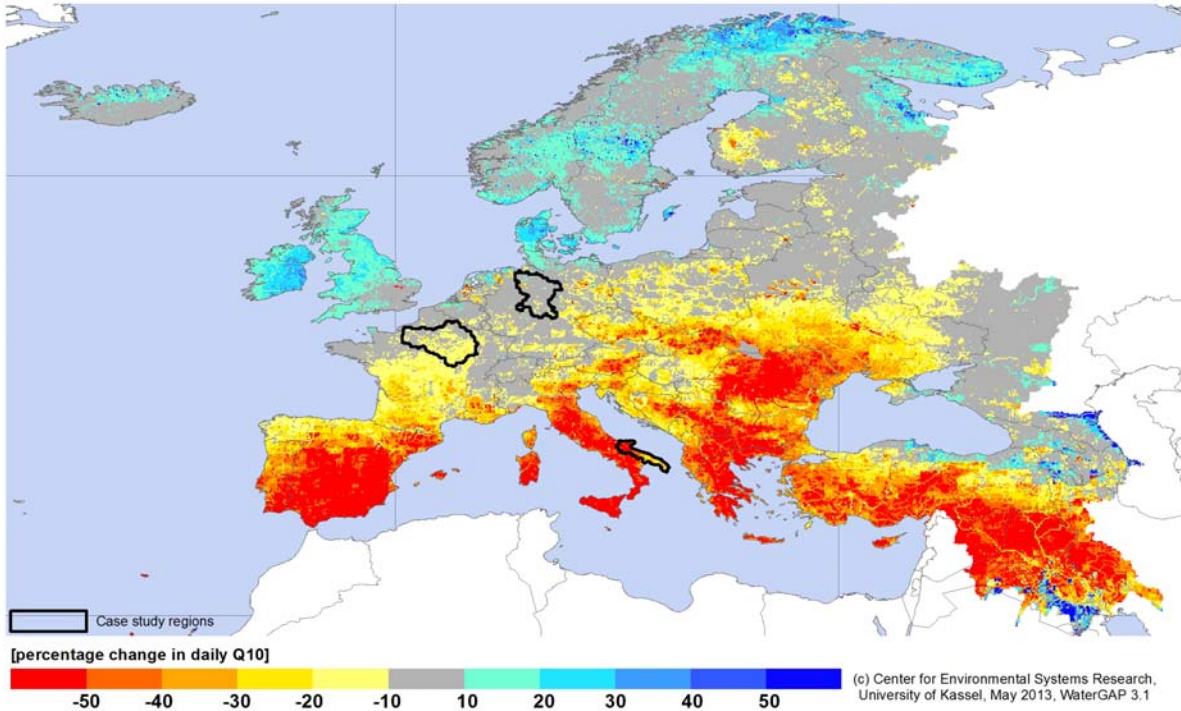 Case study regions
[percentage change in daily Q10]
-50 -40 -30 -20 -10 10 20 30 40 50
(c) Center for Environmental Systems Research,
University of Kassel, May 2013, WaterGAP 3.1